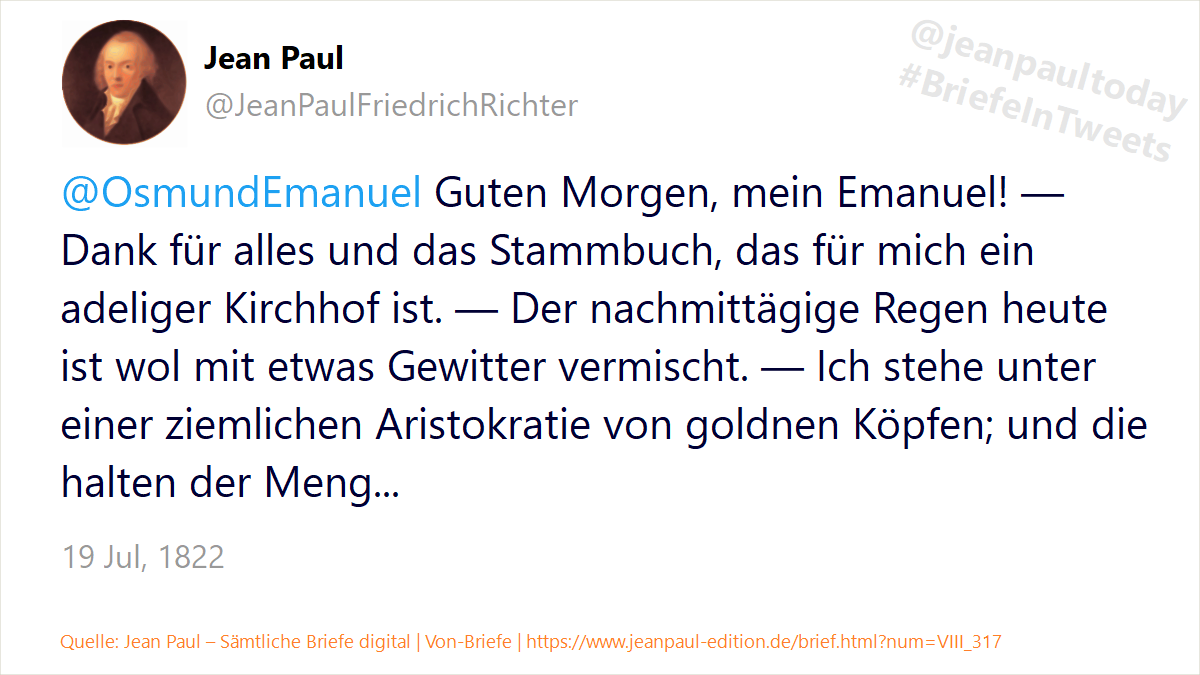 Jean Paul
@JeanPaulFriedrichRichter
@jeanpaultoday
#BriefeInTweets
@OsmundEmanuel Guten Morgen, mein Emanuel! —
Dank für alles und das Stammbuch, das für mich ein
adeliger Kirchhof ist. — Der nachmittägige Regen heute
ist wol mit etwas Gewitter vermischt. — Ich stehe unter
einer ziemlichen Aristokratie von goldnen Köpfen; und die
halten der Meng...
19 Jul, 1822
Quelle: Jean Paul – Sämtliche Briefe digital | Von-Briefe | https://www.jeanpaul-edition.de/brief.html?num=VIII_317